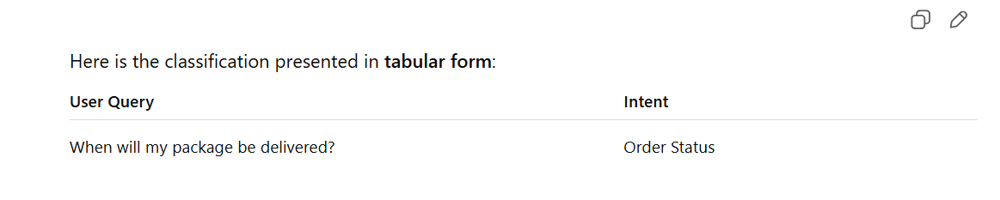 Here is the classification presented in tabular form:
User Query Intent
When will my package be delivered? Order Status